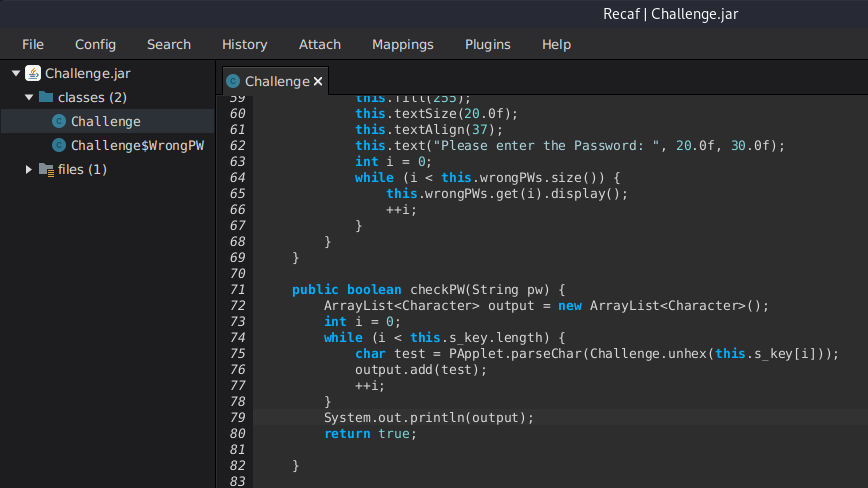 Recaf | Challenge.jar
File Config Search History Attach Mappings Plugins Help
Challenge.jar
classes (2)
Challenge
Challenge$WrongPW
files (1)
Challenge
59 this.fill(255);
60 this.textSize(20.0f);
61 this.textAlign(37);
62 this.text("Please enter the Password: ", 20.0f, 30.0f);
63 int i = 0;
64 while (i < this.wrongPWs.size()) {
65 this.wrongPWs.get(i).display();
66 ++i;
67 }
68 }
69 }
70
71 public boolean checkPW(String pw) {
72 ArrayList<Character> output = new ArrayList<Character>();
73 int i = 0;
74 while (i < this.s_key.length) {
75 char test = PApplet.parseChar(Challenge.unhex(this.s_key[i]));
76 output.add(test);
77 ++i;
78 }
79 System.out.println(output);
80 return true;
81
82 }
83